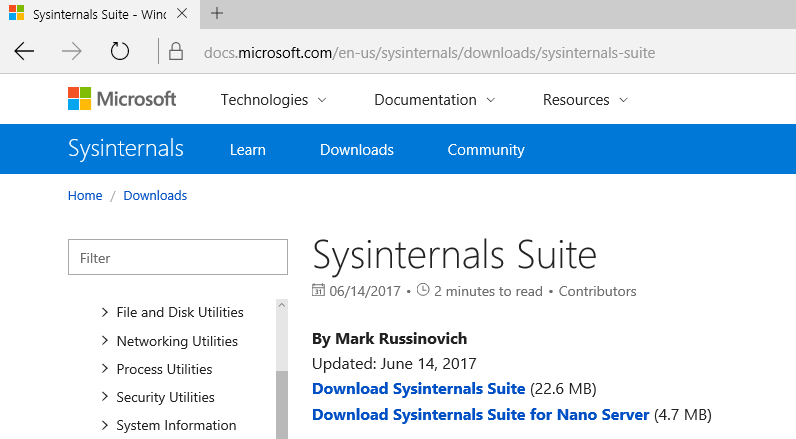 Sysinternals Suite - Winc
docs.microsoft.com/en-us/sysinternals/downloads/sysinternals-suite
Microsoft Technologies Documentation Resources
Sysinternals Learn Downloads Community
Home / Downloads
Filter
File and Disk Utilities
Networking Utilities
Process Utilities
Security Utilities
System Information
Sysinternals Suite
06/14/2017 • 2 minutes to read • Contributors
By Mark Russinovich
Updated: June 14, 2017
Download Sysinternals Suite (22.6 MB)
Download Sysinternals Suite for Nano Server (4.7 MB)